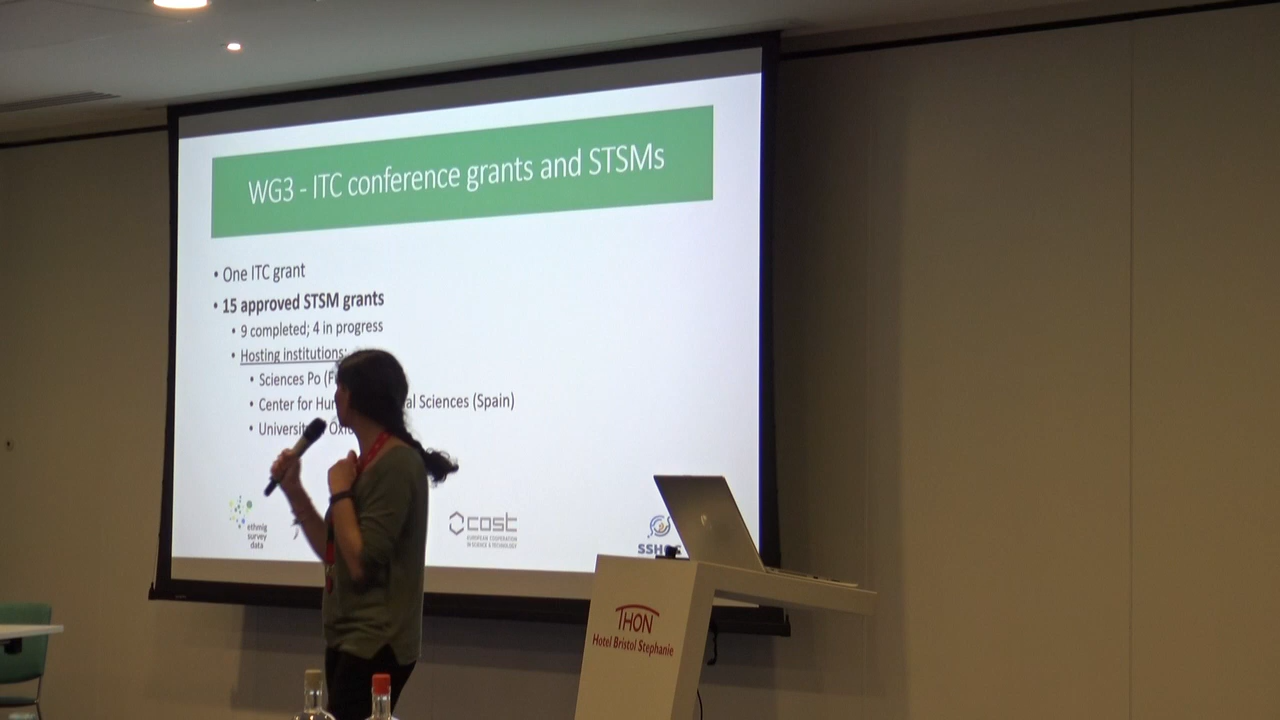 WG3 - ITC conference grants and STSMs
• One ITC grant
• 15 approved STSM grants
• 9 completed; 4 in progress
• Hosting institutions:
• Sciences Po
• Center for al Sciences (Spain)
•
ethmig
survey
data
cost
EUROPEAN COOPERATION
IN SCIENCE & TECHNOLOGY
THON
Hotel Bristol Stephanie